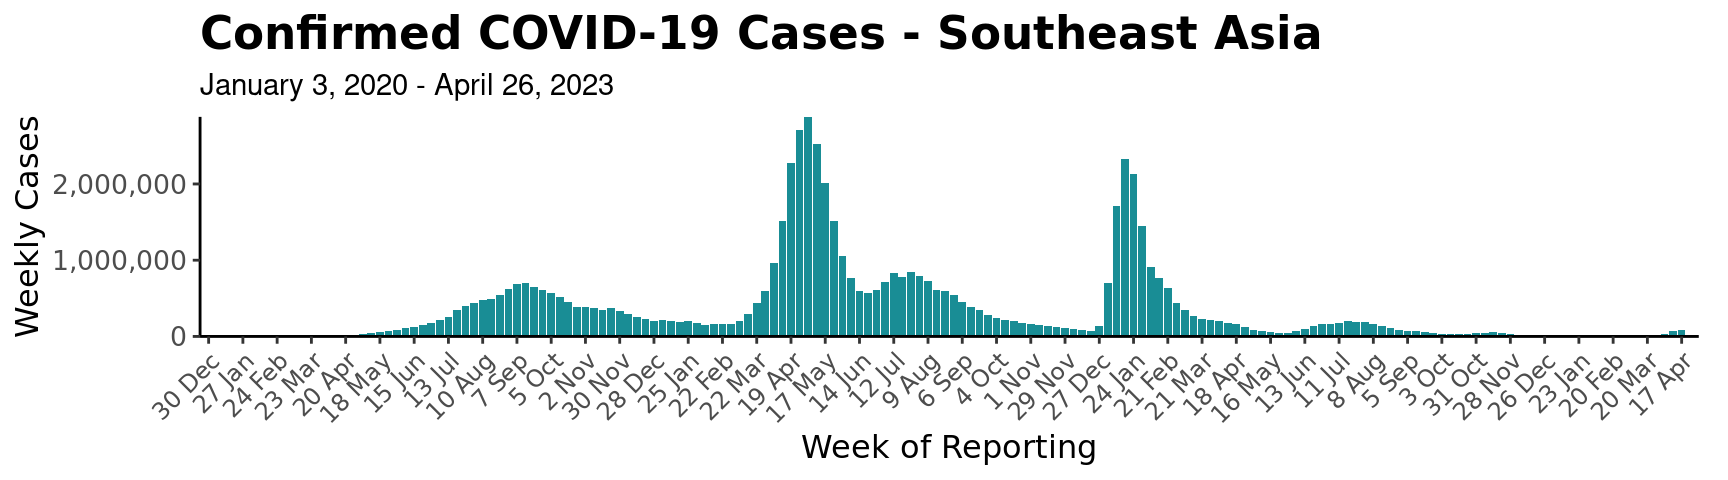 Confirmed COVID-19 Cases - Southeast Asia
January 3, 2020 - April 26, 2023
Weekly Cases
2,000,000
1,000,000
0
30 Dec
27 Jan
24 Feb
23 Mar
20 Apr
18 May
15 Jun
13 Jul
10 Aug
7 Sep
5 Oct
2 Nov
30 Nov
28 Dec
25 Jan
22 Feb
22 Mar
19 Apr
17 May
14 Jun
12 Jul
9 Aug
6 Sep
4 Oct
1 Nov
29 Nov
27 Dec
24 Jan
21 Feb
21 Mar
18 Apr
16 May
13 Jun
11 Jul
8 Aug
5 Sep
3 Oct
31 Oct
28 Nov
26 Dec
23 Jan
20 Feb
20 Mar
17 Apr
Week of Reporting